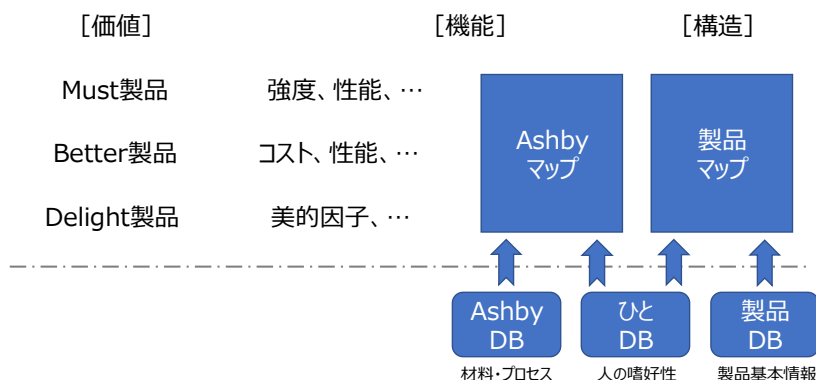 ［価値］ ［機能］ ［構造］
Must製品 強度、性能、…
Better製品 コスト、性能、…
Delight製品 美的因子、…
Ashby
マップ
製品
マップ
Ashby
DB
ひと
DB
製品
DB
材料・プロセス 人の嗜好性 製品基本情報